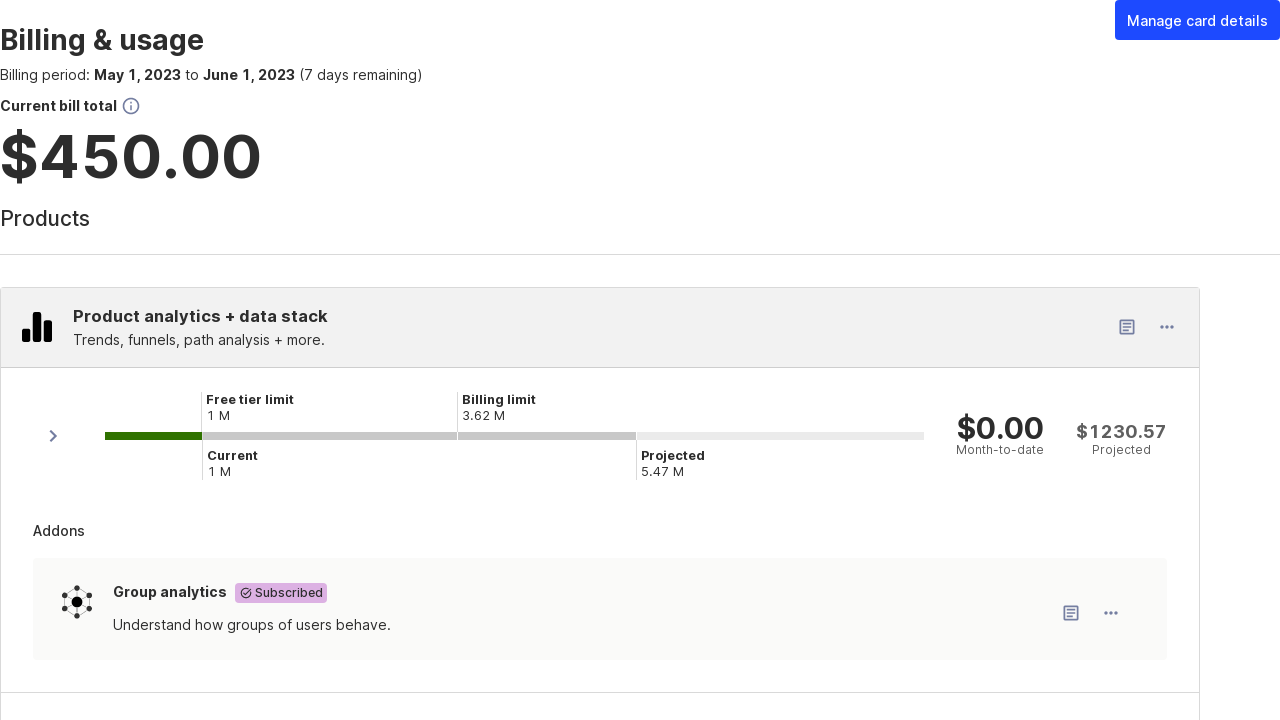 Manage card details
Billing & usage
Billing period: May 1, 2023 to June 1, 2023 (7 days remaining)
Current bill total
$450.00
Products
Product analytics + data stack
Trends, funnels, path analysis + more.
Free tier limit
1 M
Billing limit
3.62 M
Current
1 M
Projected
5.47 M
$0.00
Month-to-date
$1230.57
Projected
Addons
Group analytics
Subscribed
Understand how groups of users behave.